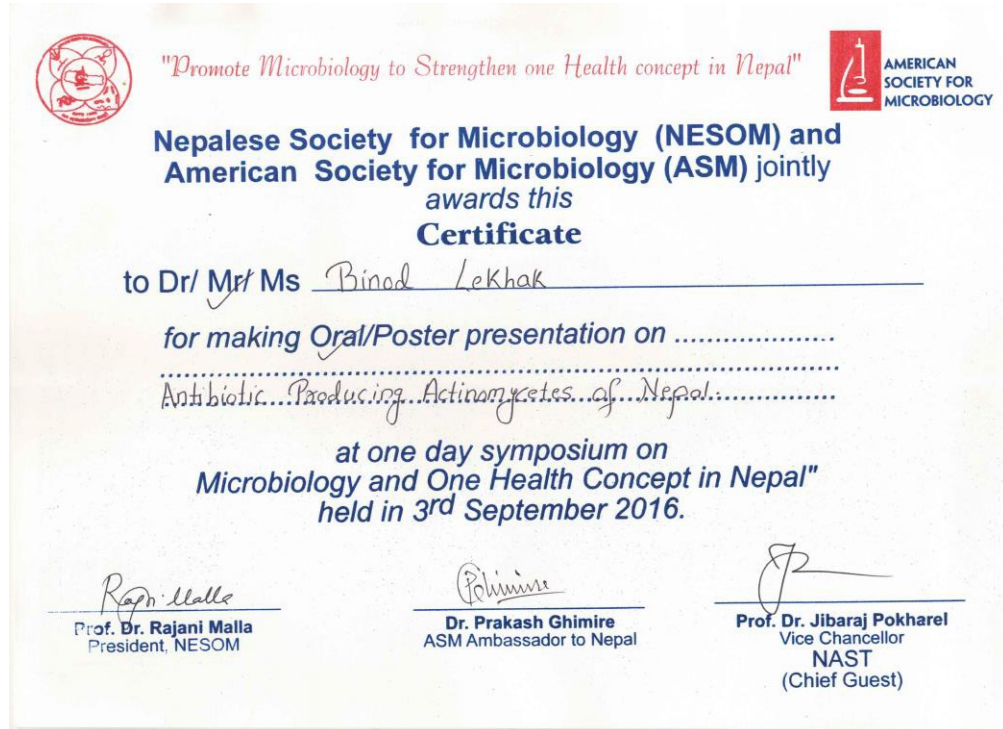 "Promote Microbiology to Strengthen one Health concept in Nepal"
AMERICAN
SOCIETY FOR
MICROBIOLOGY
Nepalese Society for Microbiology (NESOM) and
American Society for Microbiology (ASM) jointly
awards this
Certificate
to Dr/ Mr/ Ms Binod Lekhak
for making Oral/Poster presentation on ...................
Antibiotic Producing Actinomycetes of Nepal.
at one day symposium on
Microbiology and One Health Concept in Nepal"
held in 3rd September 2016.
Prof. Dr. Rajani Malla
President, NESOM
Dr. Prakash Ghimire
ASM Ambassador to Nepal
Prof. Dr. Jibaraj Pokharel
Vice Chancellor
NAST
(Chief Guest)